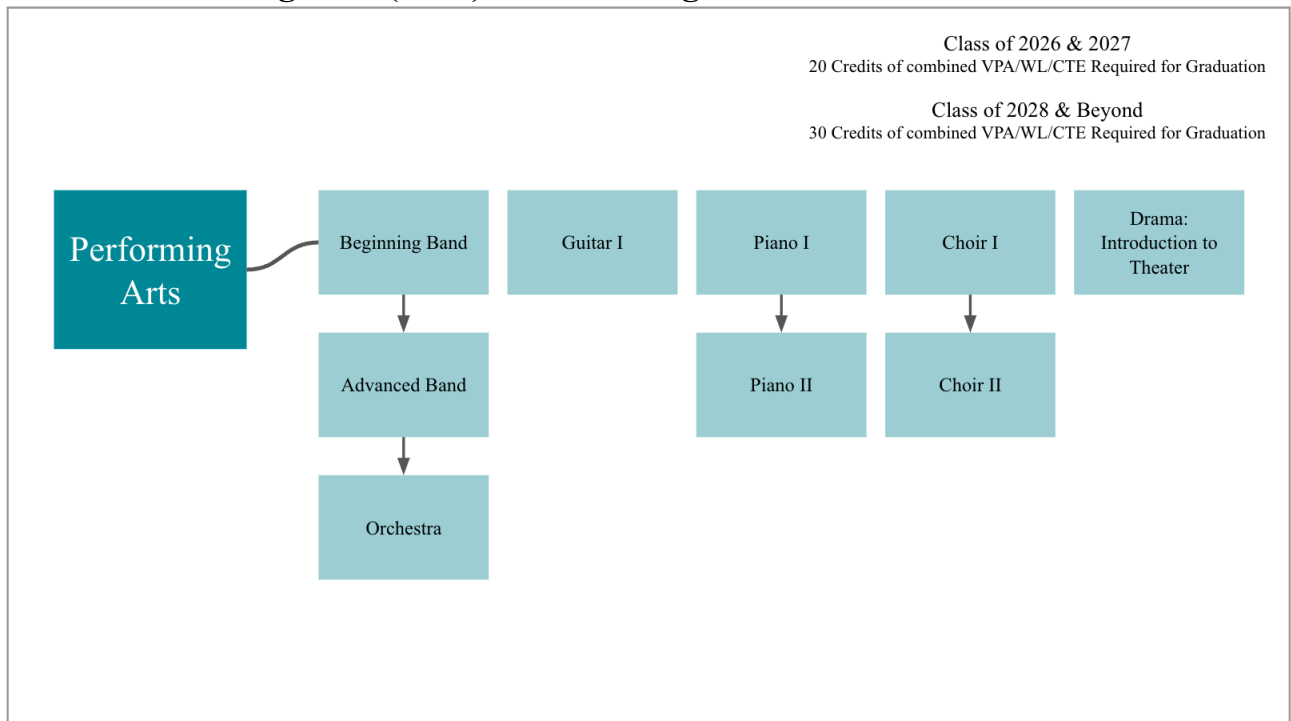 Class of 2026 & 2027
20 Credits of combined VPA/WL/CTE Required for Graduation
Class of 2028 & Beyond
30 Credits of combined VPA/WL/CTE Required for Graduation
Performing
Arts
Beginning Band
Guitar I
Piano I
Choir I
Drama:
Introduction to
Theater
Advanced Band
Piano II
Choir II
Orchestra